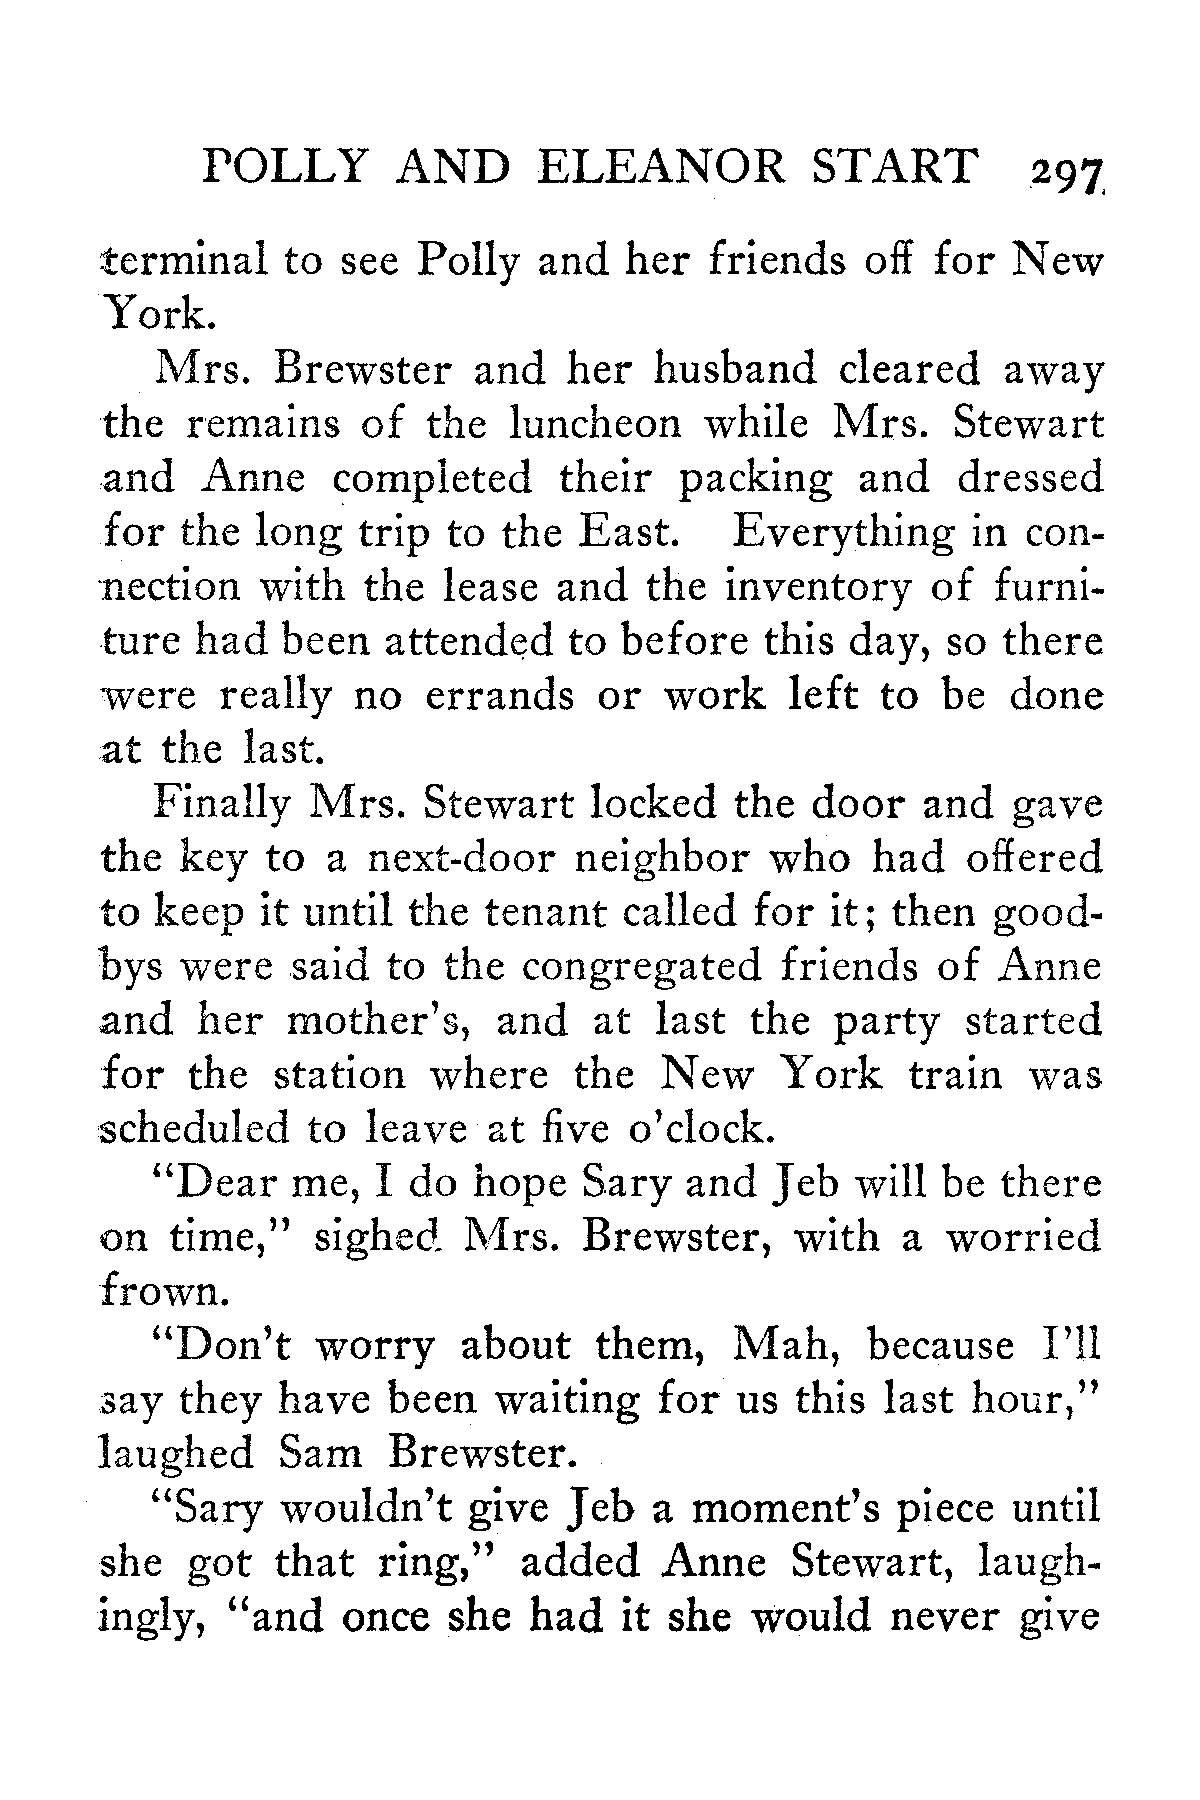 POLLY AND ELEANOR START 297
terminal to see Polly and her friends off for New
York.
Mrs. Brewster and her husband cleared away
the remains of the luncheon while Mrs. Stewart
and Anne completed their packing and dressed
for the long trip to the East. Everything in con-
nection with the lease and the inventory of furni-
ture had been attended to before this day, so there
were really no errands or work left to be done
at the last.
Finally Mrs. Stewart locked the door and gave
the key to a next-door neighbor who had offered
to keep it until the tenant called for it; then good-
bys were said to the congregated friends of Anne
and her mother's, and at last the party started
for the station where the New York train was
scheduled to leave at five o'clock.
"Dear me, I do hope Sary and Jeb will be there
on time," sighed Mrs. Brewster, with a worried
frown.
"Don't worry about them, Mah, because I'll
say they have been waiting for us this last hour,"
laughed Sam Brewster.
"Sary wouldn't give Jeb a moment's piece until
she got that ring," added Anne Stewart, laugh-
ingly, "and once she had it she would never give